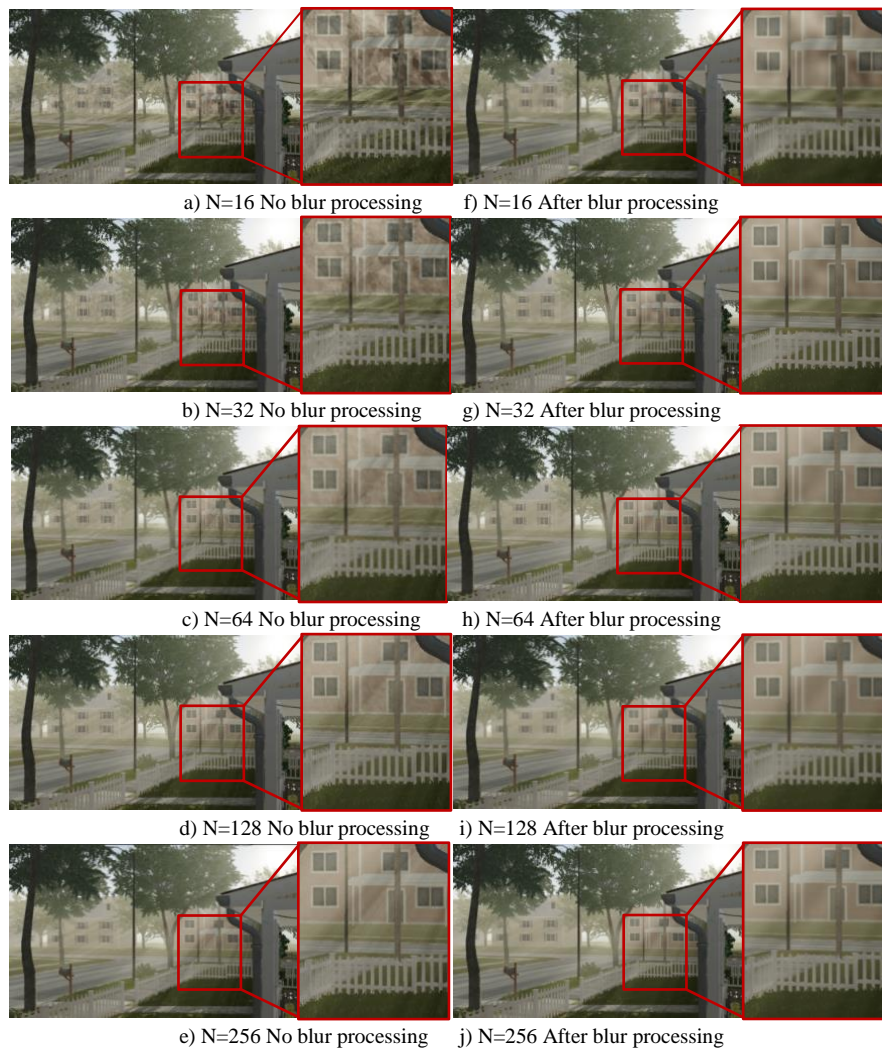 a) N=16 No blur processing
f) N=16 After blur processing
b) N=32 No blur processing
g) N=32 After blur processing
c) N=64 No blur processing
h) N=64 After blur processing
d) N=128 No blur processing
i) N=128 After blur processing
e) N=256 No blur processing
j) N=256 After blur processing